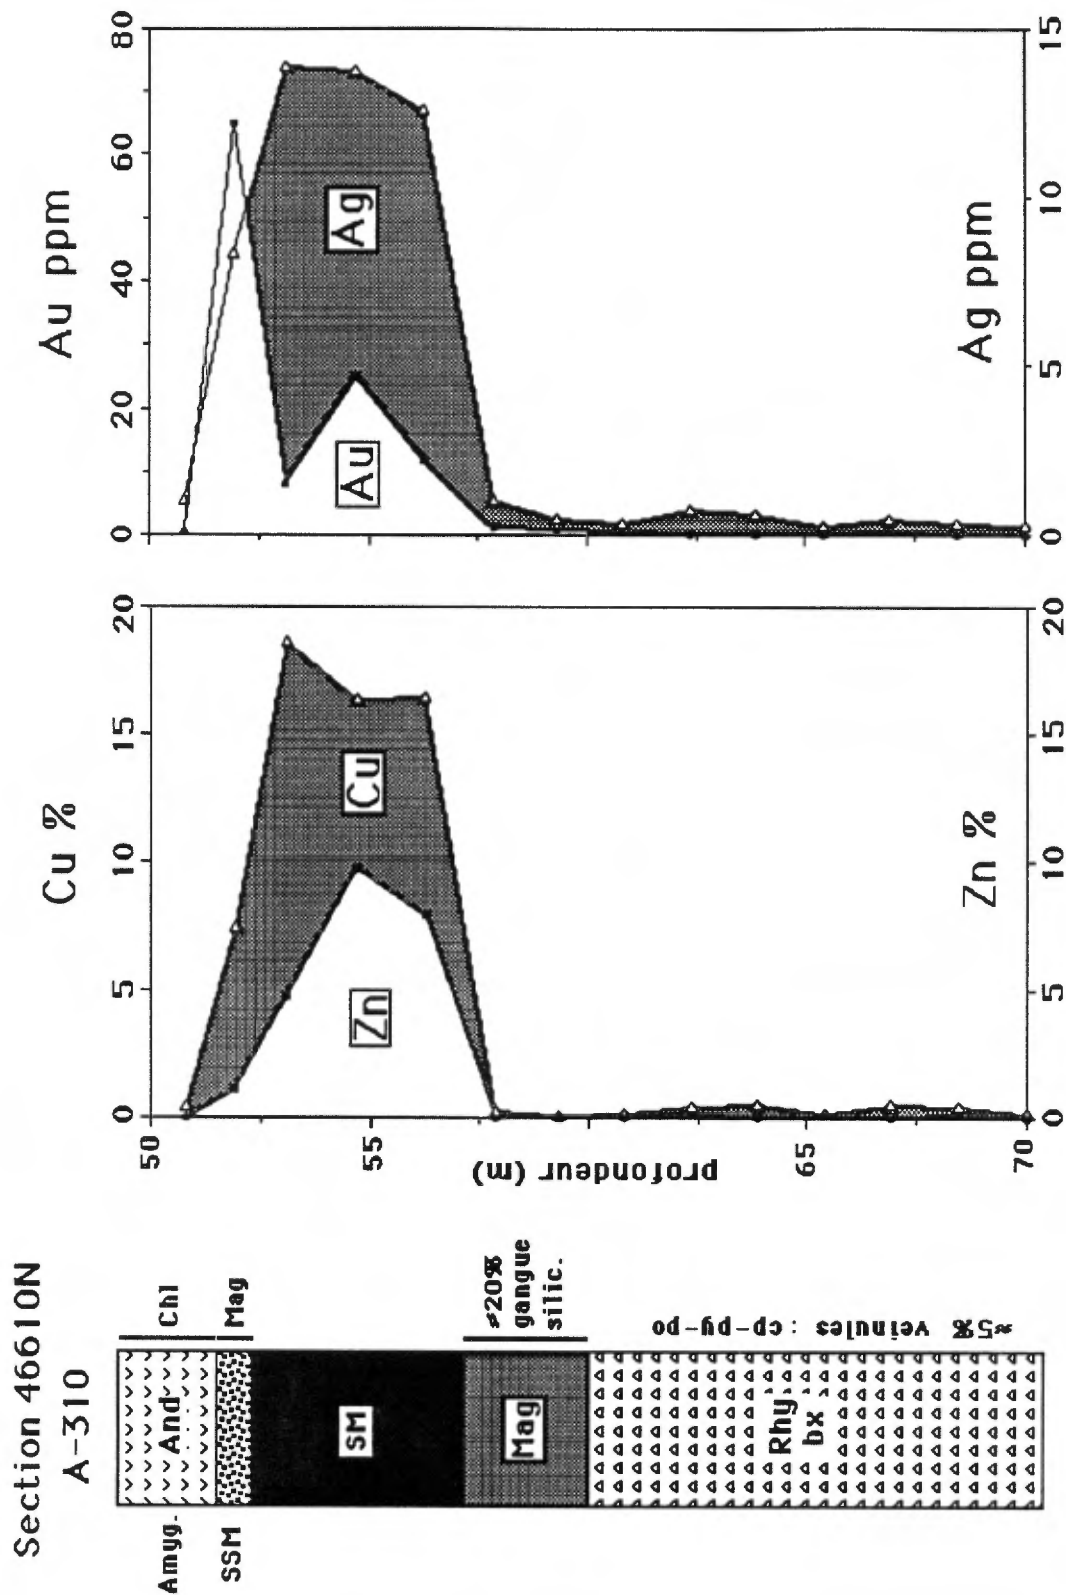 Section 46610N
A-310
Amyg.
SSM
And
SM
Mag
Rhy
bx
Chl
Mag
≠20%
gangue
silic.
≈5% veinules : cp-py-po
Cu %
0 5 10 15 20
50
55
65
70
profondeur (m)
Zn
Cu
Zn %
0 5 10 15 20
Au ppm
0 20 40 60 80
Au
Ag
Ag ppm
0 5 10 15